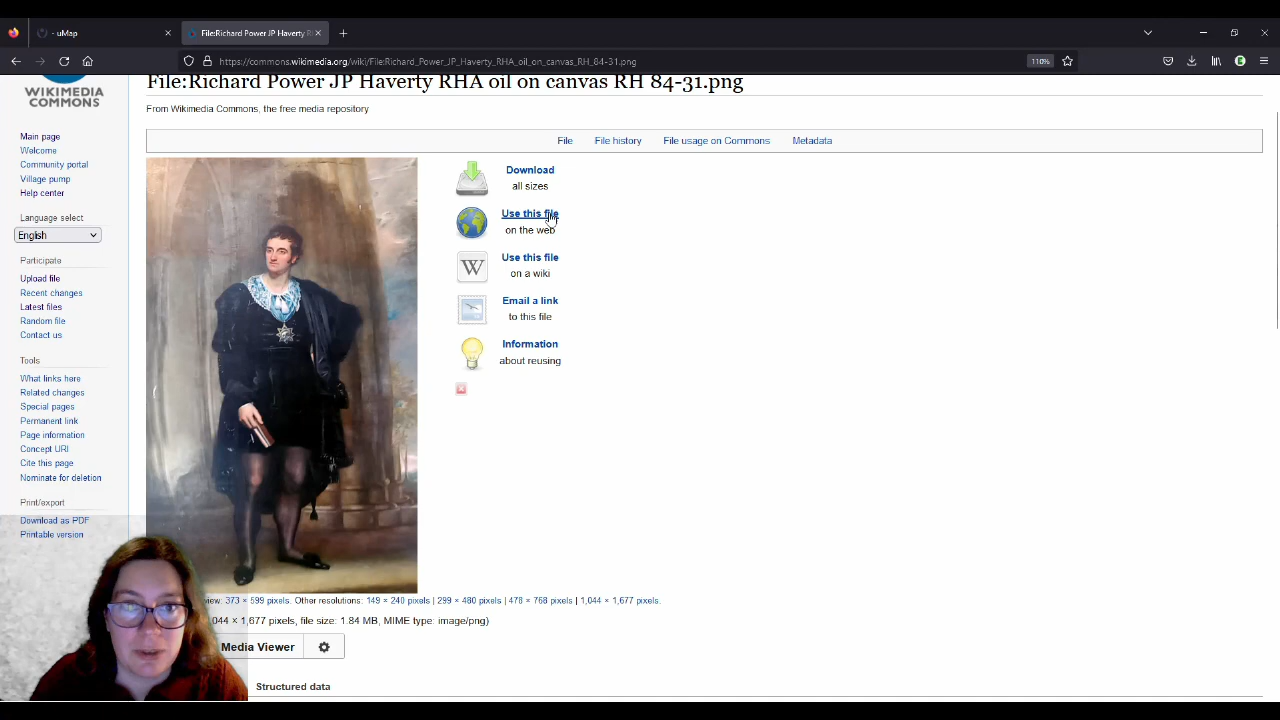 - uMap
File:Richard Power JP Haverty R
https://commons.wikimedia.org/wiki/File:Richard_Power_JP_Haverty_RHA_oil_on_canvas_RH_84-31.png
110%
WIKIMEDIA
COMMONS
Main page
Welcome
Community portal
Village pump
Help center
Language select
English
Participate
Upload file
Recent changes
Latest files
Random file
Contact us
Tools
What links here
Related changes
Special pages
Permanent link
Page information
Concept URI
Cite this page
Nominate for deletion
Print/export
Download as PDF
Printable version
File:Richard Power JP Haverty RHA oil on canvas RH 84-31.png
From Wikimedia Commons, the free media repository
File File history File usage on Commons Metadata
Download
all sizes
Use this file
on the web
Use this file
on a wiki
Email a link
to this file
Information
about reusing
W
view: 373 × 599 pixels. Other resolutions: 149 × 240 pixels | 299 × 480 pixels | 478 × 768 pixels | 1,044 × 1,677 pixels.
044 × 1,677 pixels, file size: 1.84 MB, MIME type: image/png)
Media Viewer
Structured data